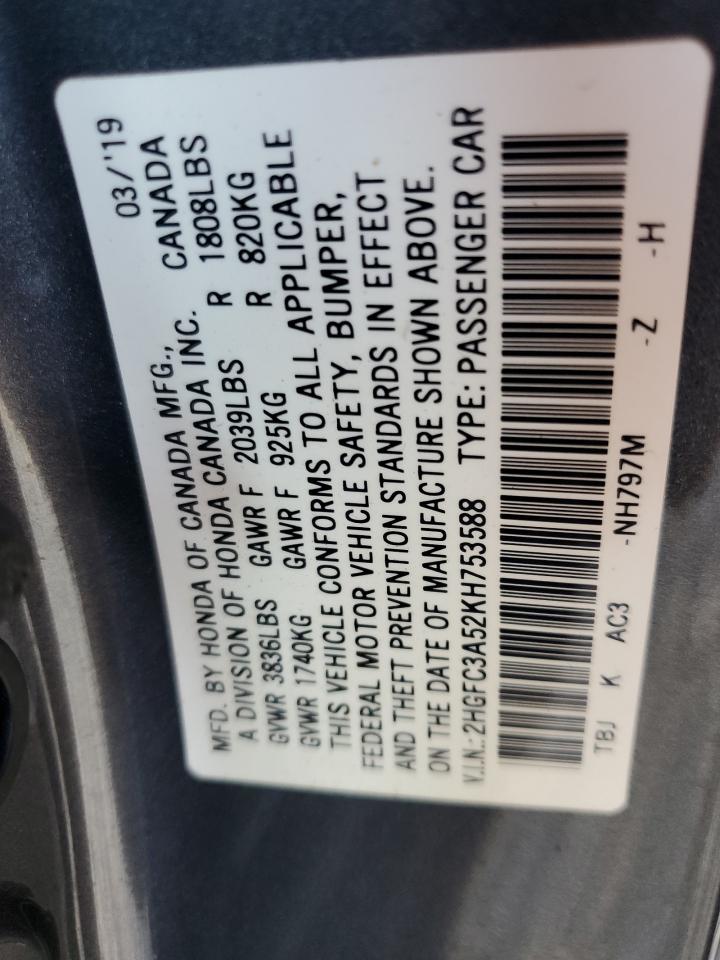 03/'19
MFD. BY HONDA OF CANADA MFG., CANADA
A DIVISION OF HONDA CANADA INC.
GVWR 3836LBS GAWR F 2039LBS R 1808LBS
GVWR 1740KG GAWR F 925KG R 820KG
THIS VEHICLE CONFORMS TO ALL APPLICABLE
FEDERAL MOTOR VEHICLE SAFETY, BUMPER,
AND THEFT PREVENTION STANDARDS IN EFFECT
ON THE DATE OF MANUFACTURE SHOWN ABOVE.
V.I.N.: 2HGFC3A52KH753588 TYPE: PASSENGER CAR
TBJ K AC3 -NH797M -Z -H